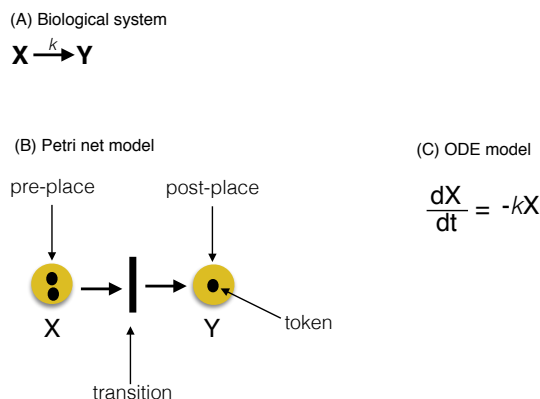 (A) Biological system
X k Y
(B) Petri net model
pre-place
post-place
X
Y
token
transition
(C) ODE model
dX
dt
= -kX